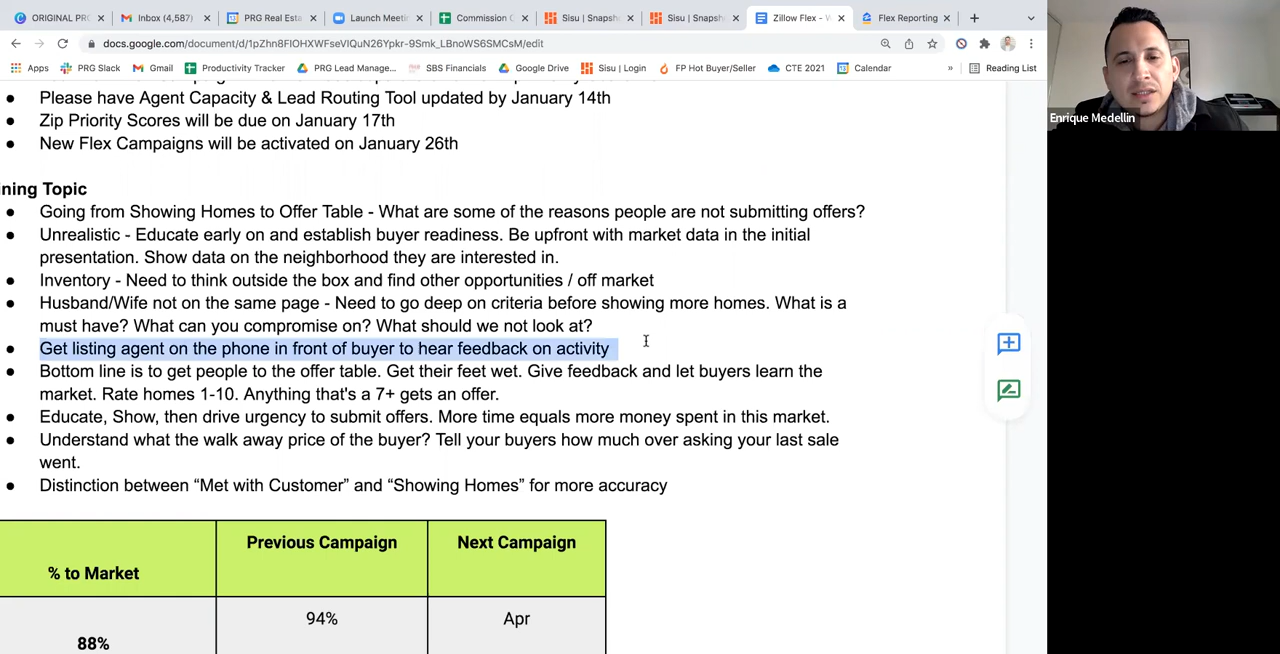 ORIGINAL PRC
Inbox (4,587)
PRG Real Esta
Launch Meeti
Commission C
Sisu | Snapsh
Sisu | Snapsh
Zillow Flex - W
Flex Reporting
docs.google.com/document/d/1pZhn8FIOHXWFseVlQuN26Ypkr-9Smk_LBnoWS6SMCsM/edit
Apps
PRG Slack
Gmail
Productivity Tracker
PRG Lead Manage...
SBS Financials
Google Drive
Sisu | Login
FP Hot Buyer/Seller
CTE 2021
Calendar
»
Reading List
● Please have Agent Capacity & Lead Routing Tool updated by January 14th
● Zip Priority Scores will be due on January 17th
● New Flex Campaigns will be activated on January 26th
ning Topic
● Going from Showing Homes to Offer Table - What are some of the reasons people are not submitting offers?
● Unrealistic - Educate early on and establish buyer readiness. Be upfront with market data in the initial
presentation. Show data on the neighborhood they are interested in.
● Inventory - Need to think outside the box and find other opportunities / off market
● Husband/Wife not on the same page - Need to go deep on criteria before showing more homes. What is a
must have? What can you compromise on? What should we not look at?
● Get listing agent on the phone in front of buyer to hear feedback on activity
● Bottom line is to get people to the offer table. Get their feet wet. Give feedback and let buyers learn the
market. Rate homes 1-10. Anything that's a 7+ gets an offer.
● Educate, Show, then drive urgency to submit offers. More time equals more money spent in this market.
● Understand what the walk away price of the buyer? Tell your buyers how much over asking your last sale
went.
● Distinction between “Met with Customer” and “Showing Homes” for more accuracy
Previous Campaign
Next Campaign
% to Market
94%
Apr
88%
Enrique Medellin